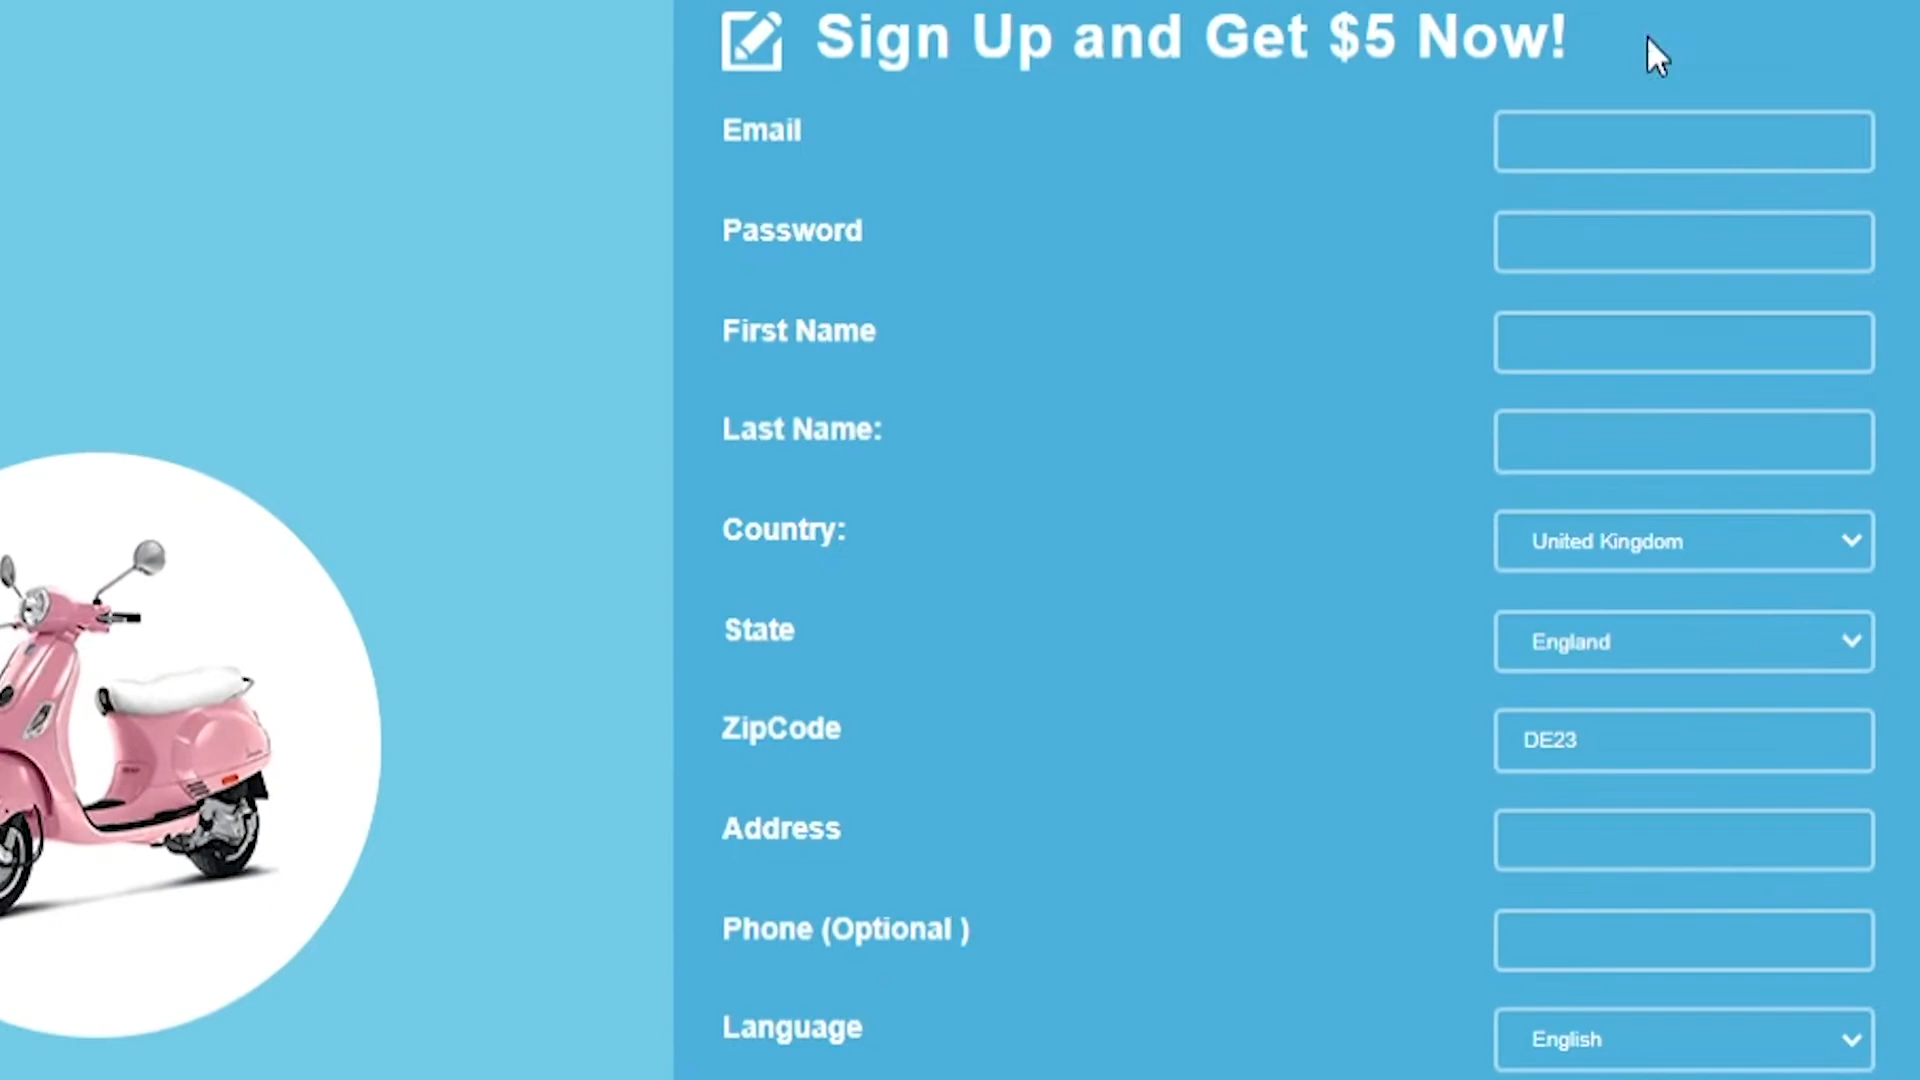 Sign Up and Get $5 Now!
Email
Password
First Name
Last Name:
Country: United Kingdom
State England
ZipCode DE23
Address
Phone (Optional )
Language English